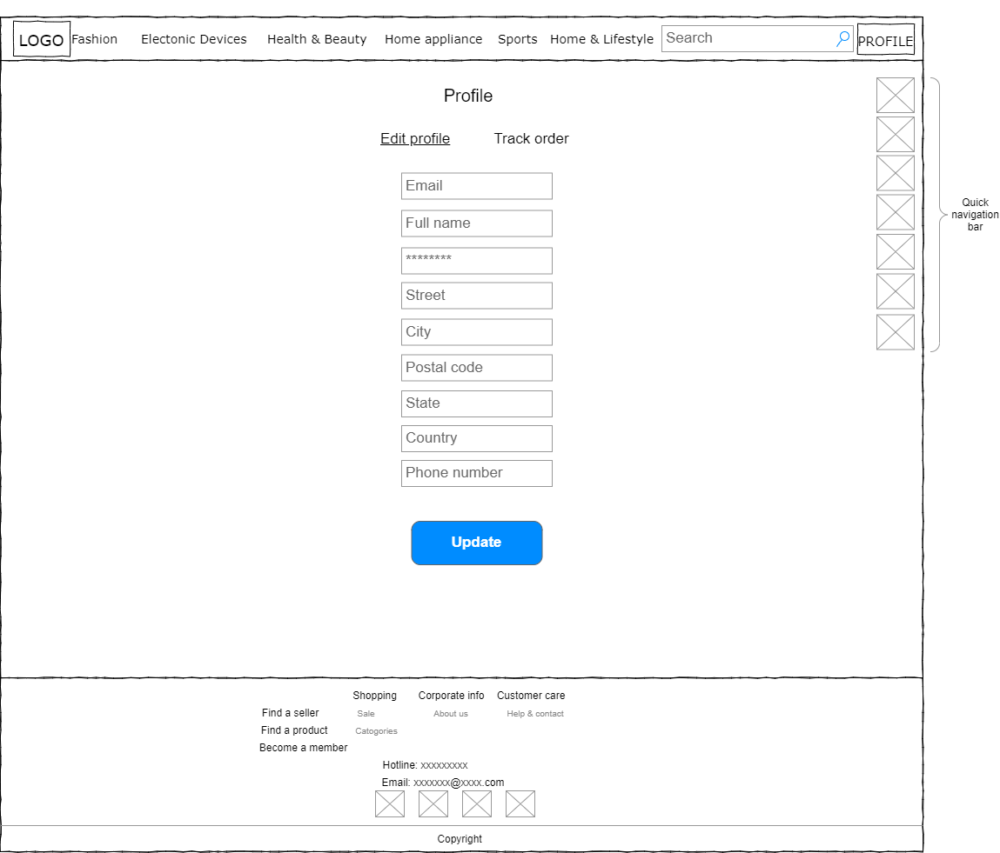 LOGO Fashion Electonic Devices Health & Beauty Home appliance Sports Home & Lifestyle Search PROFILE
Profile
Edit profile Track order
Email
Full name
********
Street
City
Postal code
State
Country
Phone number
Update
Quick
navigation
bar
Shopping Corporate info Customer care
Find a seller Sale About us Help & contact
Find a product Catogories
Become a member
Hotline: xxxxxxxxx
Email: xxxxxxx@xxxx.com
Copyright